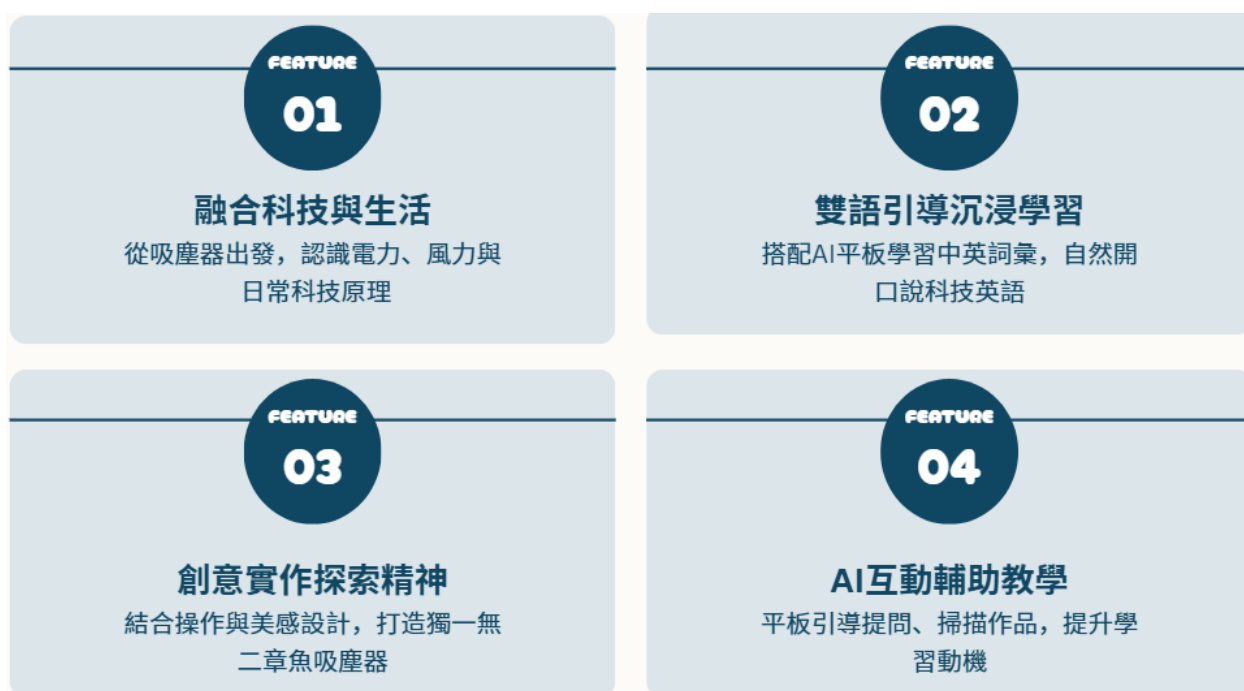 FEATURE
01
融合科技與生活
從吸塵器出發，認識電力、風力與
日常科技原理
FEATURE
02
雙語引導沉浸學習
搭配AI平板學習中英詞彙，自然開
口說科技英語
FEATURE
03
創意實作探索精神
結合操作與美感設計，打造獨一無
二章魚吸塵器
FEATURE
04
AI互動輔助教學
平板引導提問、掃描作品，提升學
習動機